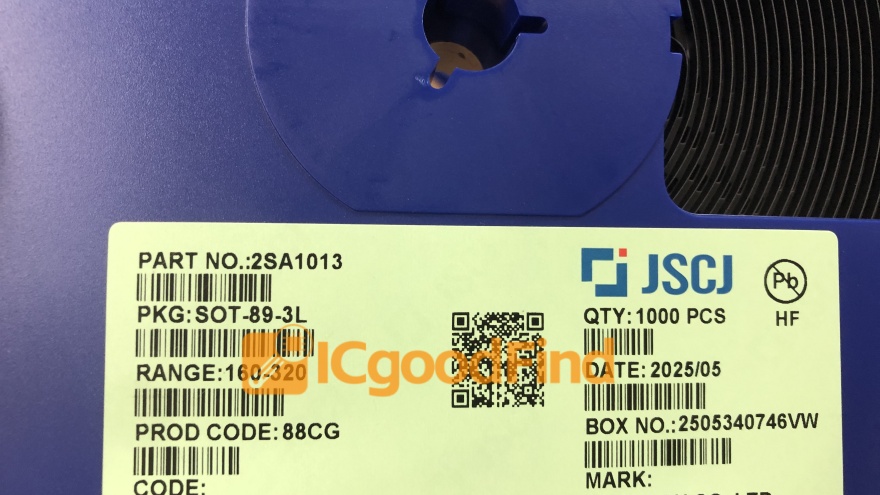 PART NO.:2SA1013
JSCJ
Pb
HF
PKG:SOT-89-3L
QTY:1000 PCS
ICgoodFind
RANGE:160-320
DATE:2025/05
PROD CODE:88CG
BOX NO.:2505340746VW
CODE:
MARK: